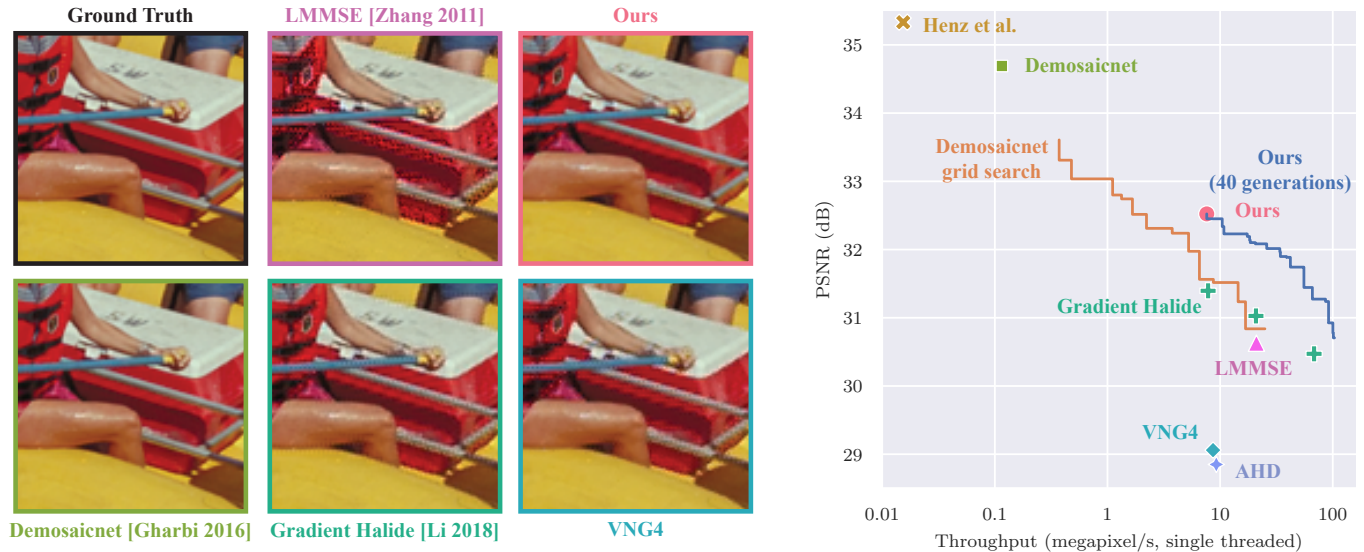 Ground Truth
LMMSE [Zhang 2011]
Ours
Demosaicnet [Gharbi 2016]
Gradient Halide [Li 2018]
VNG4
PSNR (dB)
35
34
33
32
31
30
29
Henz et al.
Demosaicnet
Demosaicnet
grid search
Ours
(40 generations)
Ours
Gradient Halide
LMMSE
VNG4
AHD
0.01
0.1
1
10
100
Throughput (megapixel/s, single threaded)